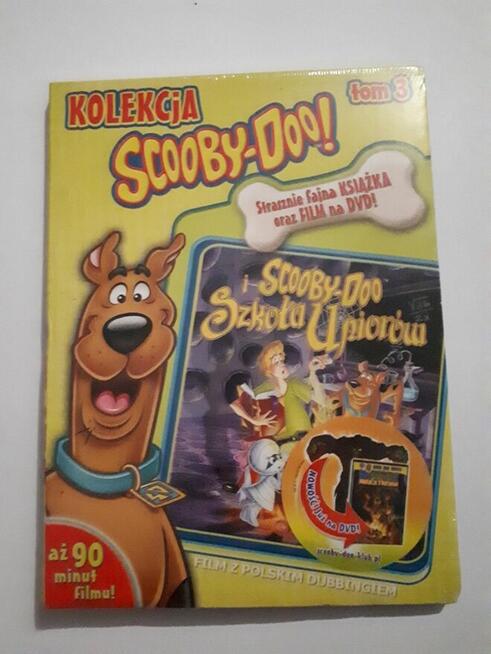 KOLEKCJA
tom 3
SCOOBY-DOO!
Strasznie fajna KSIĄŻKA
oraz FILM na DVD!
i SCOOBY-DOO
Szkoła Upiorów
NOWOŚĆ! Już na DVD!
scooby-doo-klub.pl
aż 90
minut
filmu!
FILM Z POLSKIM DUBBINGIEM